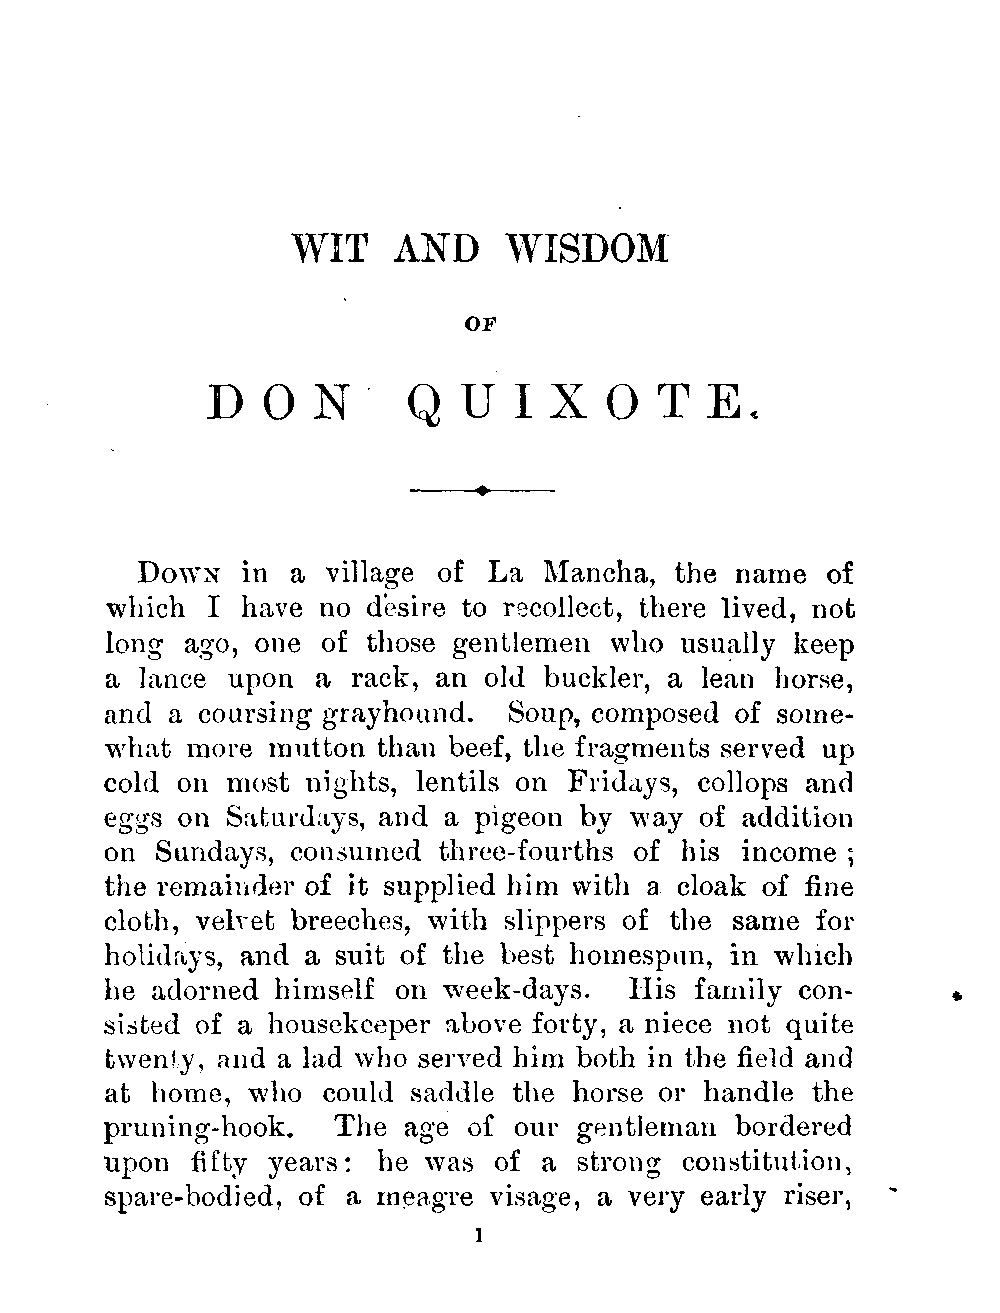 WIT AND WISDOM
OF
DON QUIXOTE.
DOWN in a village of La Mancha, the name of
which I have no desire to recollect, there lived, not
long ago, one of those gentlemen who usually keep
a lance upon a rack, an old buckler, a lean horse,
and a coursing grayhound. Soup, composed of some-
what more mutton than beef, the fragments served up
cold on most nights, lentils on Fridays, collops and
eggs on Saturdays, and a pigeon by way of addition
on Sundays, consumed three-fourths of his income ;
the remainder of it supplied him with a cloak of fine
cloth, velvet breeches, with slippers of the same for
holidays, and a suit of the best homespun, in which
he adorned himself on week-days. His family con-
sisted of a housekeeper above forty, a niece not quite
twenty, and a lad who served him both in the field and
at home, who could saddle the horse or handle the
pruning-hook. The age of our gentleman bordered
upon fifty years: he was of a strong constitution,
spare-bodied, of a meagre visage, a very early riser,
1